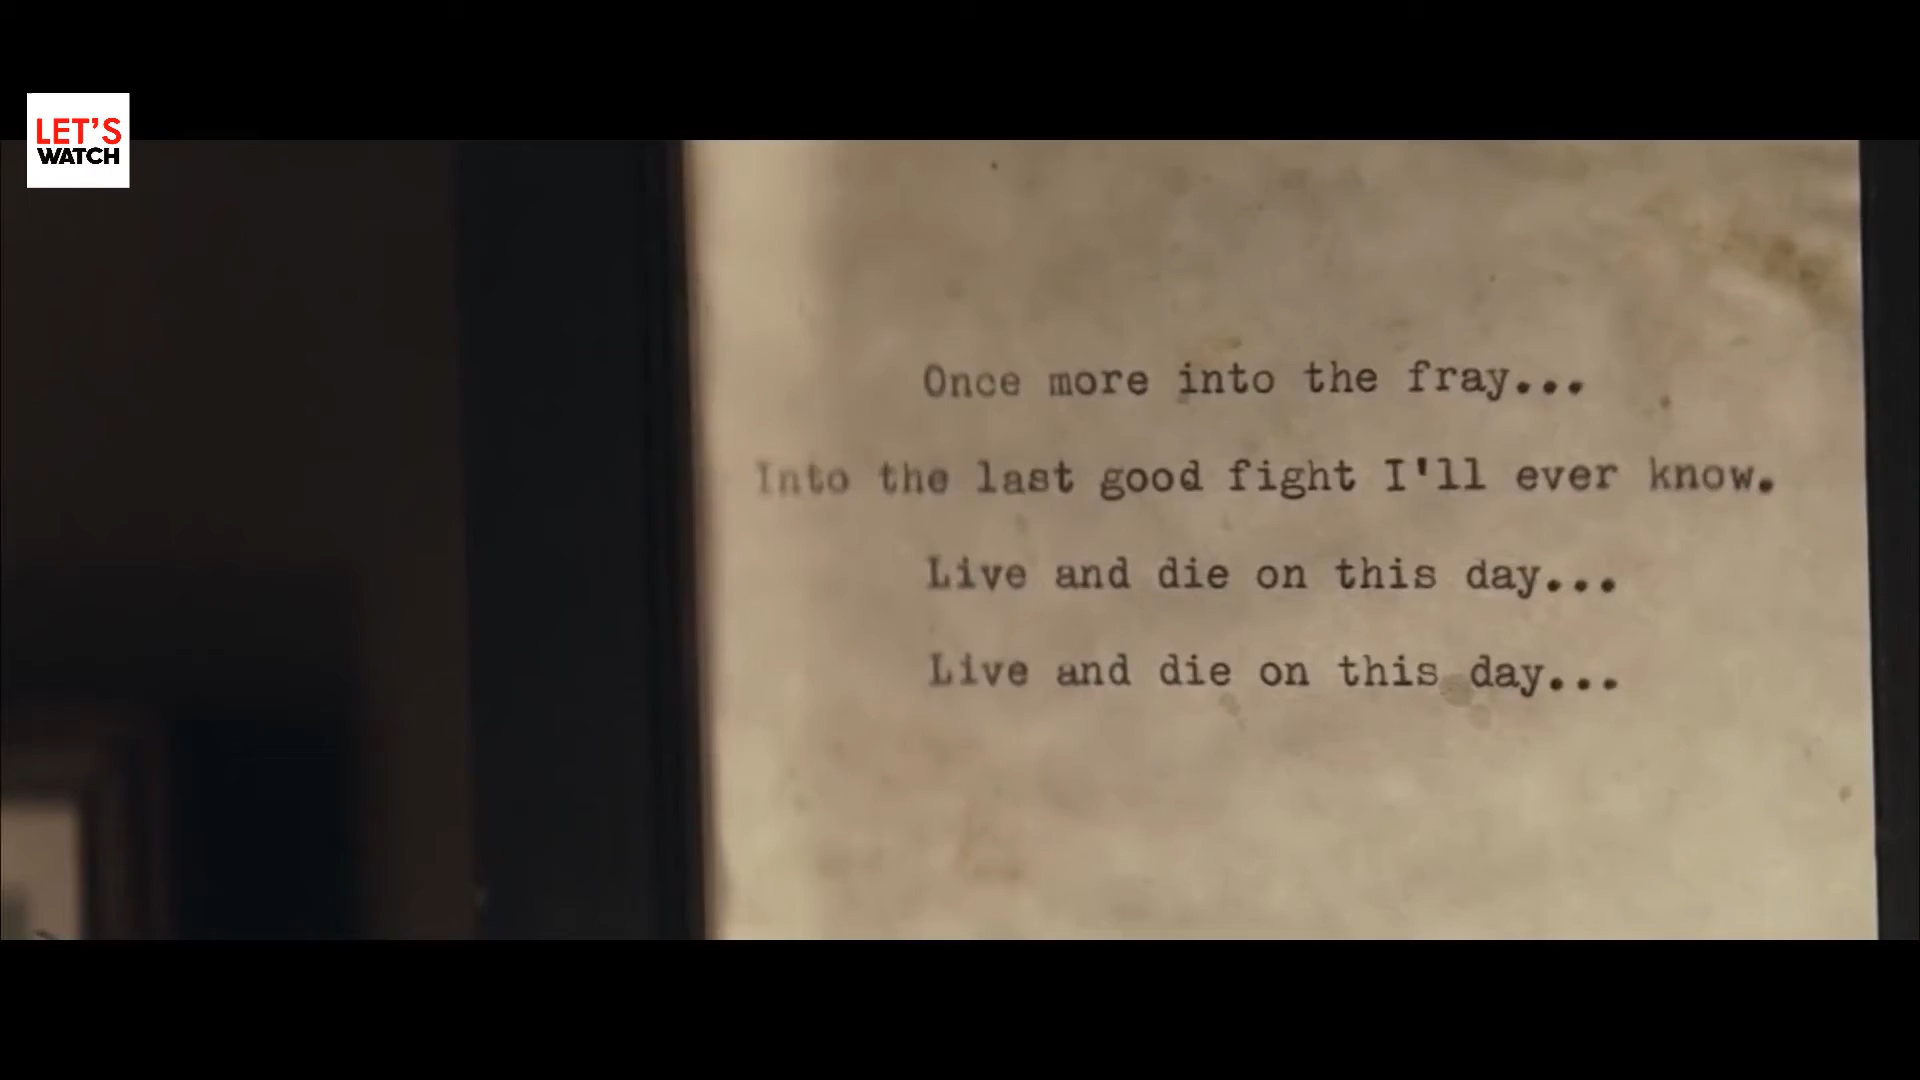 LET'S
WATCH
Once more into the fray...
Into the last good fight I'll ever know.
Live and die on this day...
Live and die on this day...